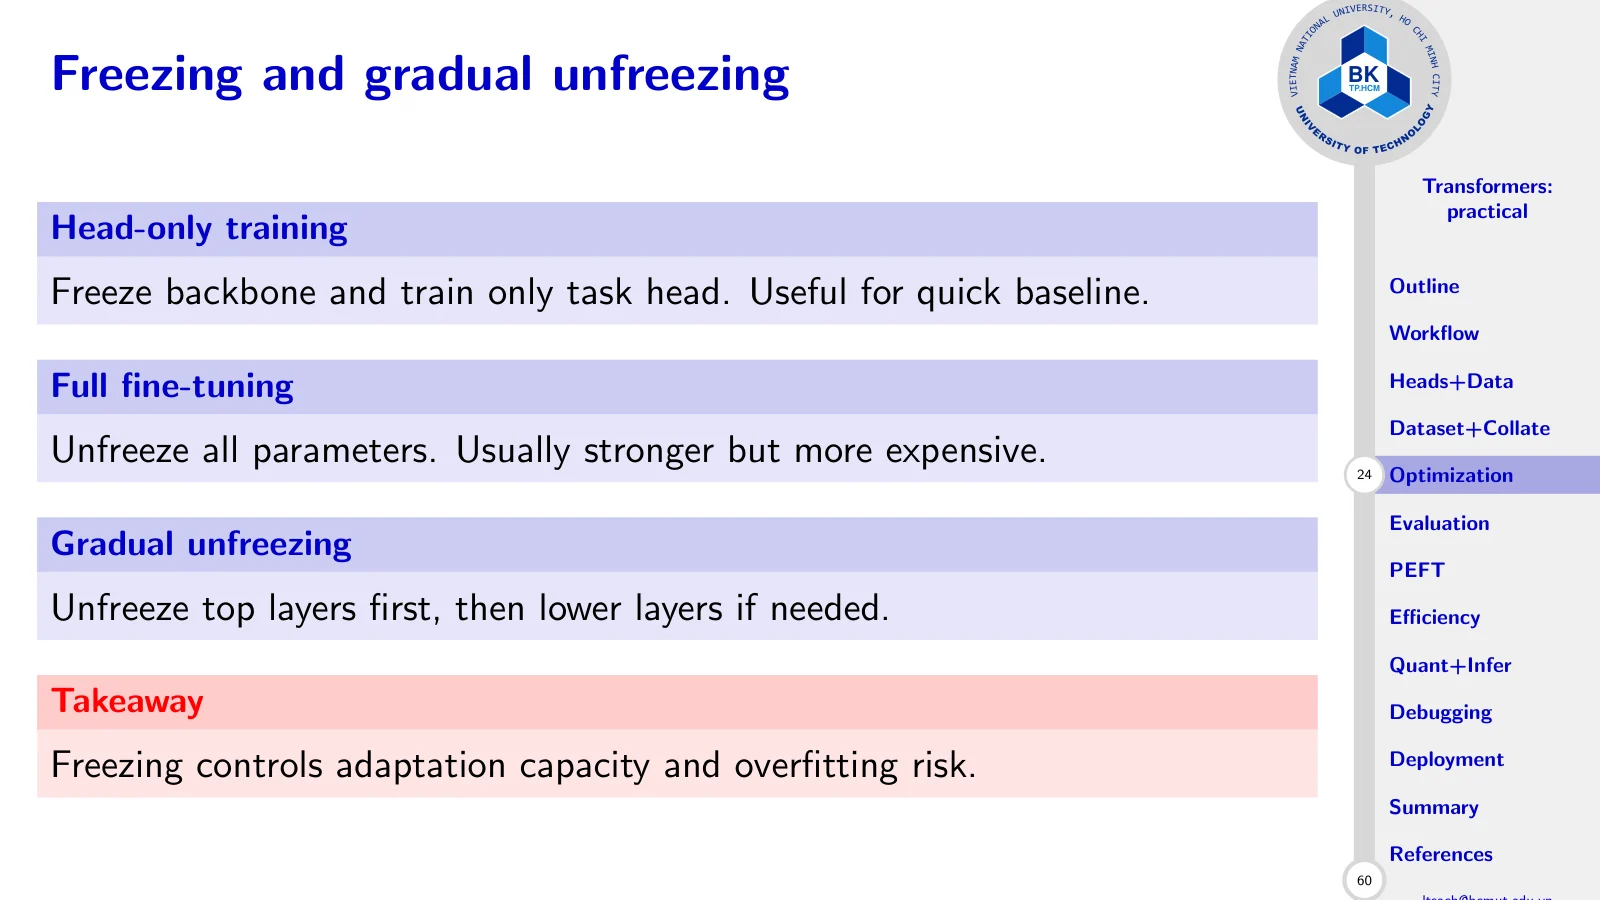 Freezing and gradual unfreezing
Head-only training
Freeze backbone and train only task head. Useful for quick baseline.
Full fine-tuning
Unfreeze all parameters. Usually stronger but more expensive.
Gradual unfreezing
Unfreeze top layers first, then lower layers if needed.
Takeaway
Freezing controls adaptation capacity and overfitting risk.
VIETNAM NATIONAL UNIVERSITY, HO CHI MINH CITY
BK
TP.HCM
UNIVERSITY OF TECHNOLOGY
Transformers:
practical
Outline
Workflow
Heads+Data
Dataset+Collate
24 Optimization
Evaluation
PEFT
Efficiency
Quant+Infer
Debugging
Deployment
Summary
References
60